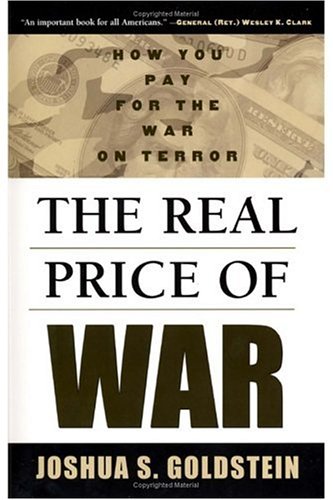 "An important book for all Americans." —GENERAL (RET.) WESLEY K. CLARK
HOW YOU
PAY
FOR THE
WAR
ON TERROR
THE REAL
PRICE OF
WAR
JOSHUA S. GOLDSTEIN